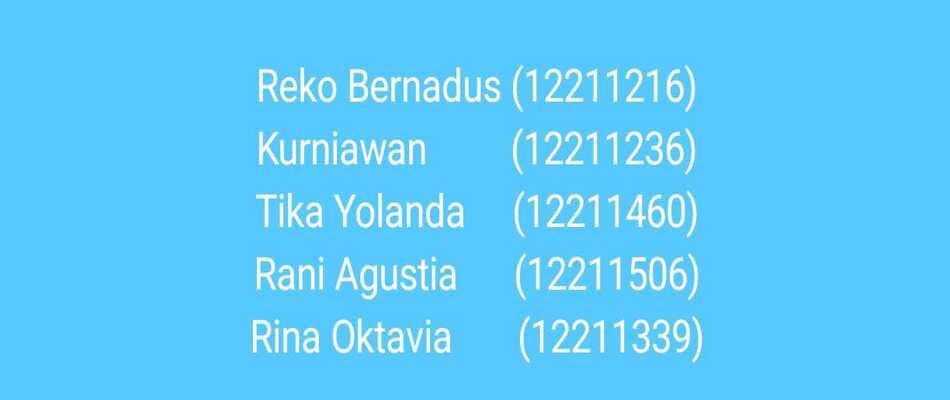 Reko Bernadus (12211216)
Kurniawan (12211236)
Tika Yolanda (12211460)
Rani Agustia (12211506)
Rina Oktavia (12211339)